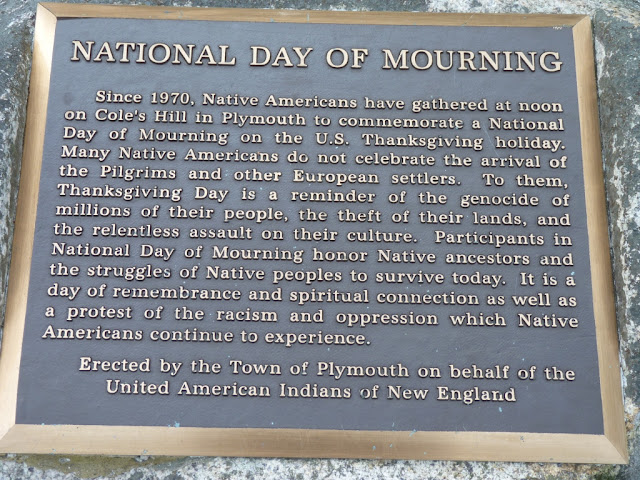 NATIONAL DAY OF MOURNING
Since 1970, Native Americans have gathered at noon
on Cole's Hill in Plymouth to commemorate a National
Day of Mourning on the U.S. Thanksgiving holiday.
Many Native Americans do not celebrate the arrival of
the Pilgrims and other European settlers. To them,
Thanksgiving Day is a reminder of the genocide of
millions of their people, the theft of their lands, and
the relentless assault on their culture. Participants in
National Day of Mourning honor Native ancestors and
the struggles of Native peoples to survive today. It is a
day of remembrance and spiritual connection as well as
a protest of the racism and oppression which Native
Americans continue to experience.
Erected by the Town of Plymouth on behalf of the
United American Indians of New England